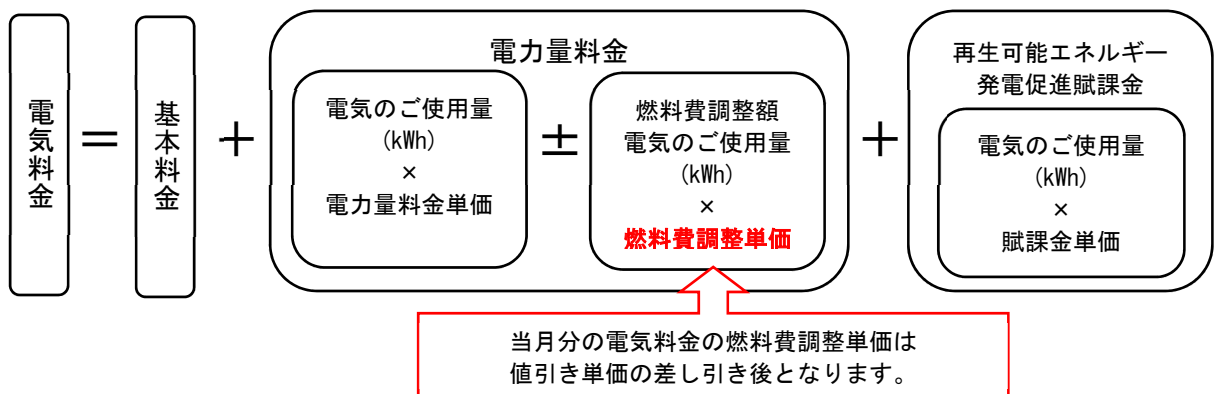 電気料金
＝
基本料金
＋
電力量料金
電気のご使用量
(kWh)
×
電力量料金単価
±
燃料費調整額
電気のご使用量
(kWh)
×
燃料費調整単価
＋
再生可能エネルギー
発電促進賦課金
電気のご使用量
(kWh)
×
賦課金単価
当月分の電気料金の燃料費調整単価は
値引き単価の差し引き後となります。